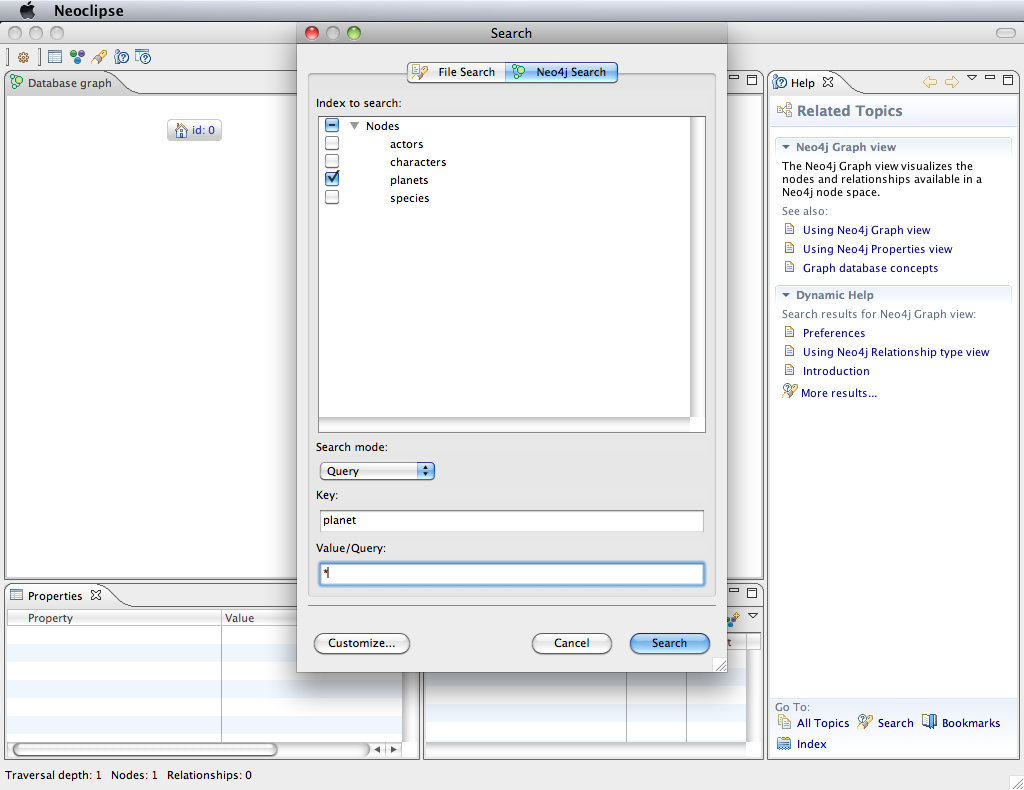 Neoclipse
Search
Database graph
id: 0
File Search
Neo4j Search
Index to search:
Nodes
actors
characters
planets
species
Search mode:
Query
Key:
planet
Value/Query:
*
Customize...
Cancel
Search
Properties
Property
Value
t
Help
Related Topics
Neo4j Graph view
The Neo4j Graph view visualizes the
nodes and relationships available in a
Neo4j node space.
See also:
Using Neo4j Graph view
Using Neo4j Properties view
Graph database concepts
Dynamic Help
Search results for Neo4j Graph view:
Preferences
Using Neo4j Relationship type view
Introduction
More results...
Go To:
All Topics
Search
Bookmarks
Index
Traversal depth: 1 Nodes: 1 Relationships: 0